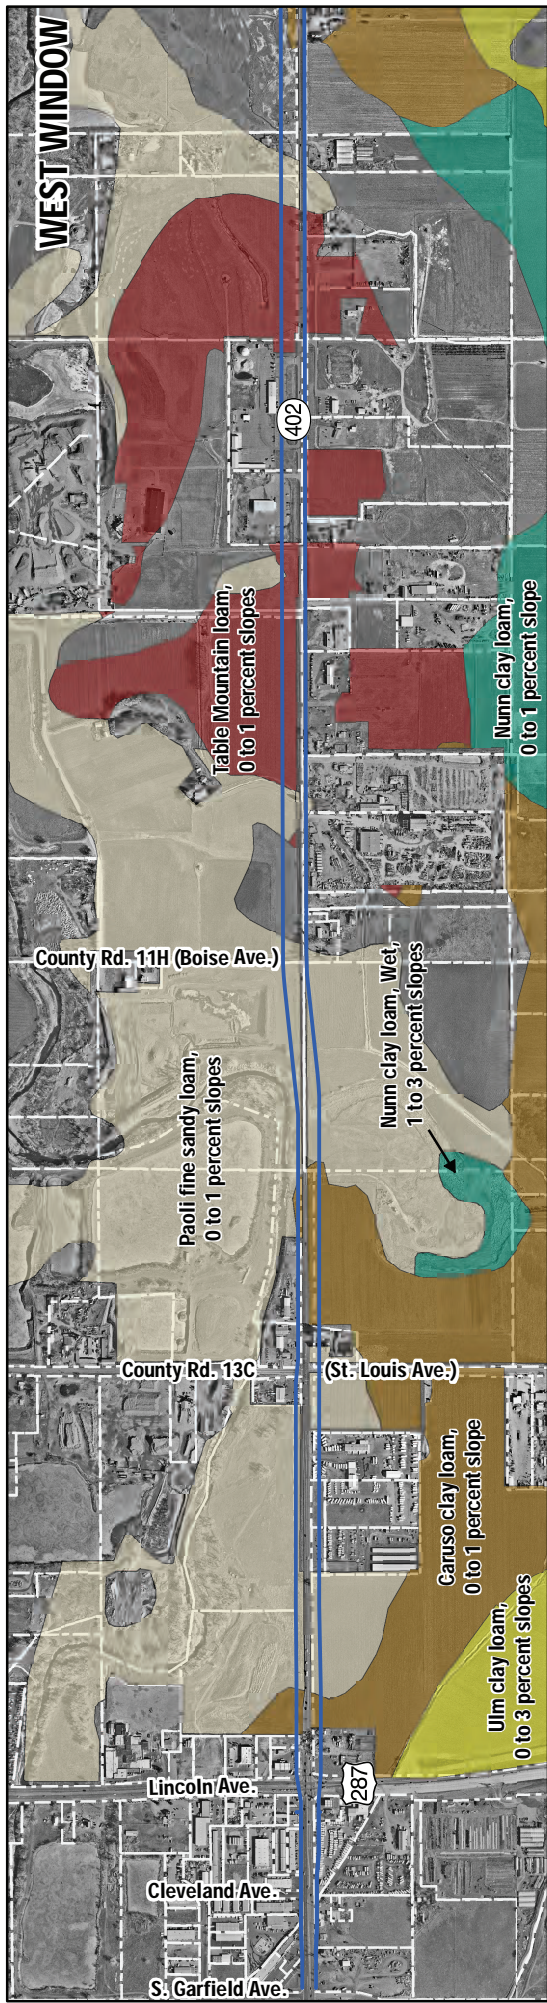 WEST WINDOW
402
Table Mountain loam,
0 to 1 percent slopes
Nunn clay loam,
0 to 1 percent slope
County Rd. 11H (Boise Ave.)
Nunn clay loam, Wet,
1 to 3 percent slopes
Paoli fine sandy loam,
0 to 1 percent slopes
County Rd. 13C (St. Louis Ave.)
Caruso clay loam,
0 to 1 percent slope
Ulm clay loam,
0 to 3 percent slopes
Lincoln Ave.
287
Cleveland Ave.
S. Garfield Ave.